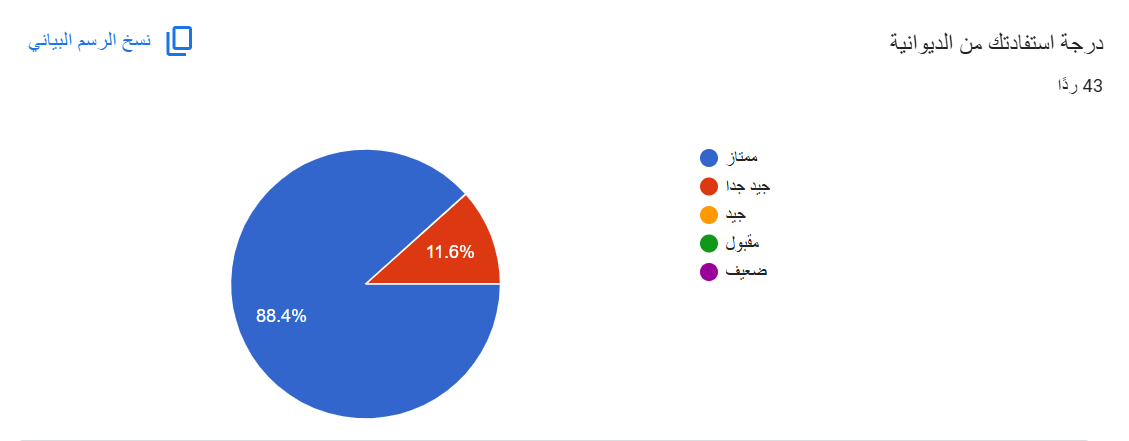 درجة استفادتك من الديوانية
نسخ الرسم البياني
43 ردًا
ممتاز
جيد جدا
جيد
مقبول
ضعيف
11.6%
88.4%